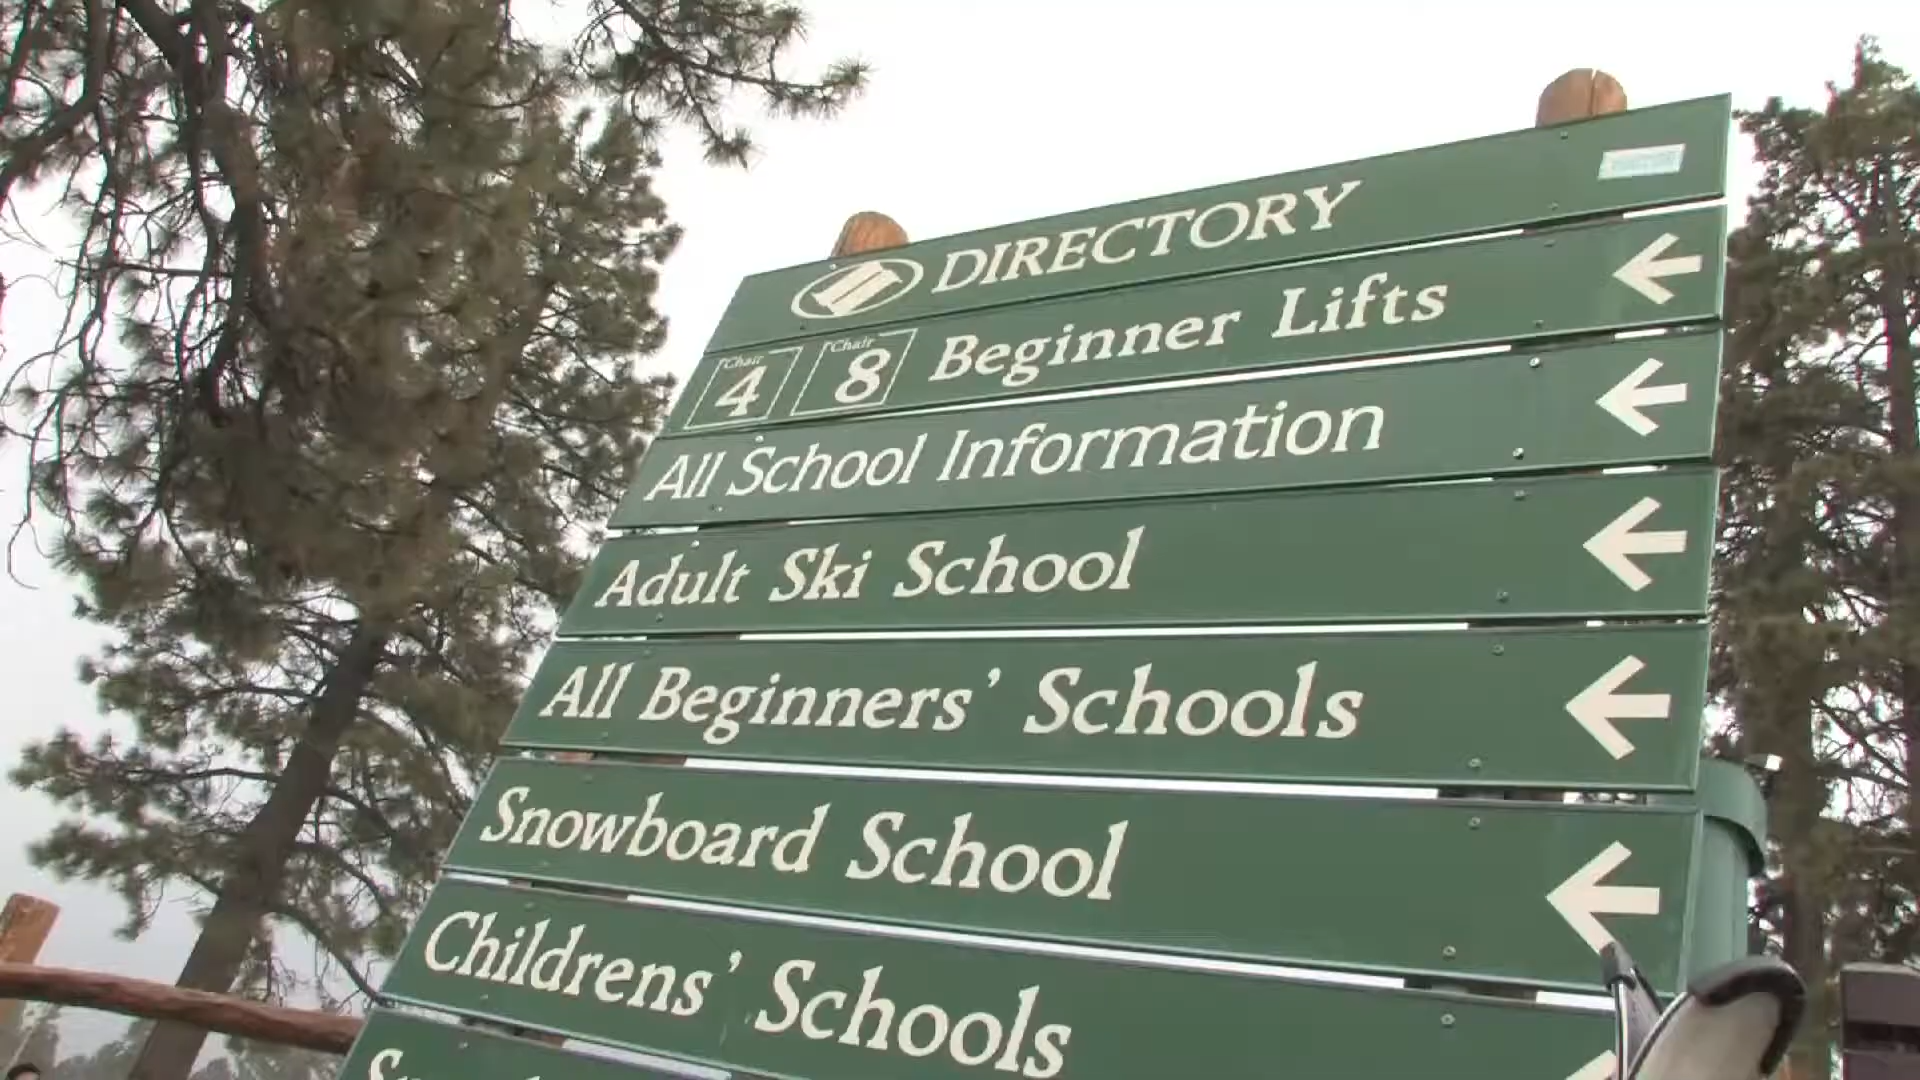 DIRECTORY
Chair 4 Chair 8 Beginner Lifts
All School Information
Adult Ski School
All Beginners' Schools
Snowboard School
Childrens' Schools